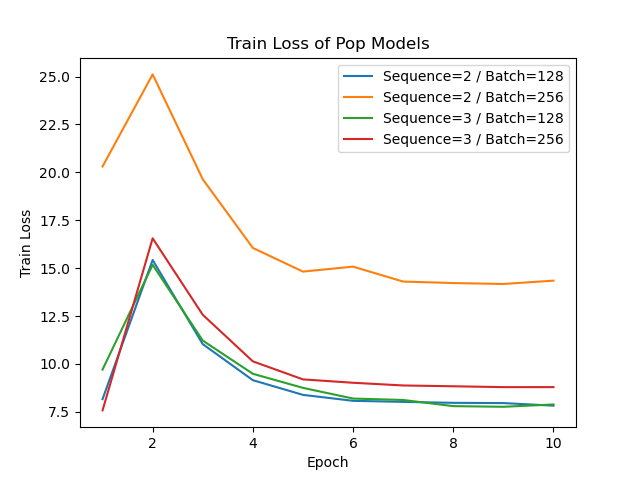 Train Loss of Pop Models
Sequence=2 / Batch=128
Sequence=2 / Batch=256
Sequence=3 / Batch=128
Sequence=3 / Batch=256
Train Loss
25.0
22.5
20.0
17.5
15.0
12.5
10.0
7.5
2 4 6 8 10
Epoch